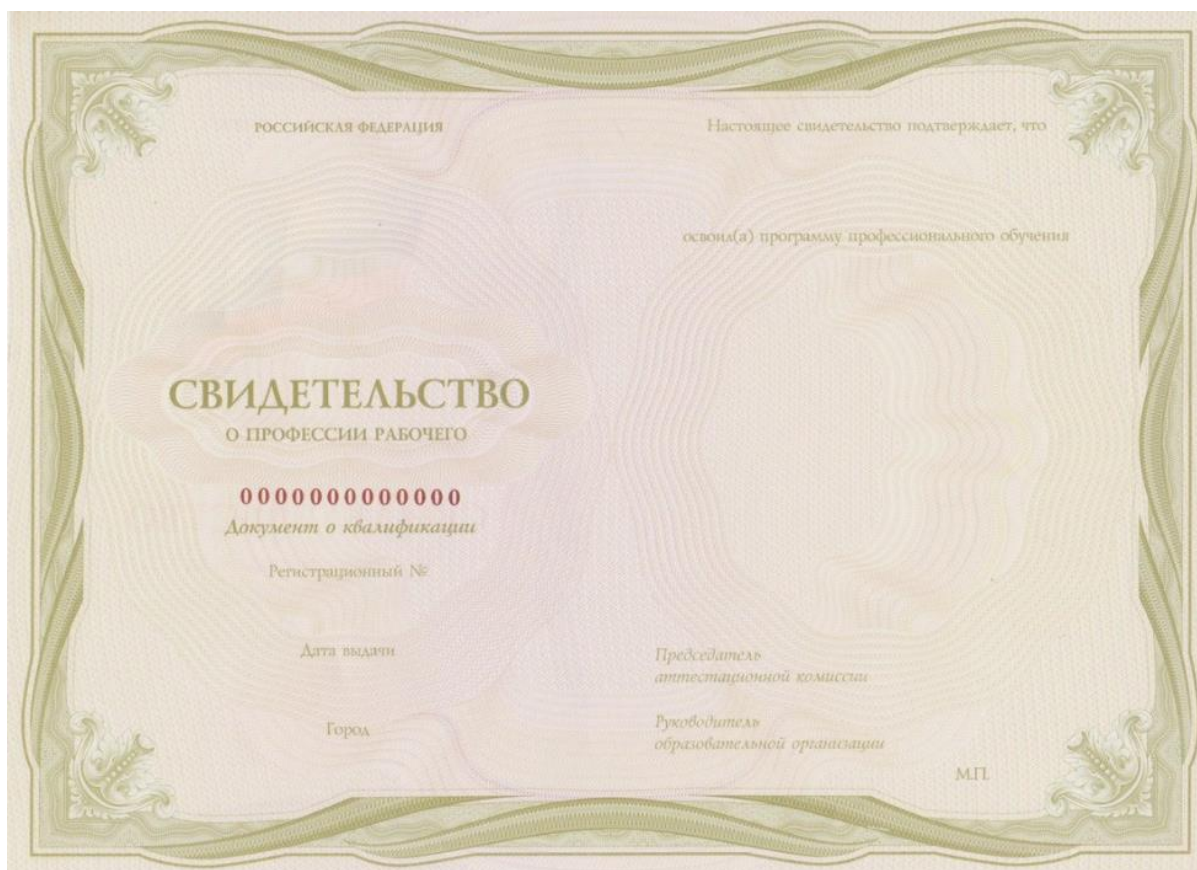 РОССИЙСКАЯ ФЕДЕРАЦИЯ
СВИДЕТЕЛЬСТВО
О ПРОФЕССИИ РАБОЧЕГО
0000000000000
Документ о квалификации
Регистрационный №
Дата выдачи
Город
Настоящее свидетельство подтверждает, что
освоил(а) программу профессионального обучения
Председатель
аттестационной комиссии
Руководитель
образовательной организации
М.П.